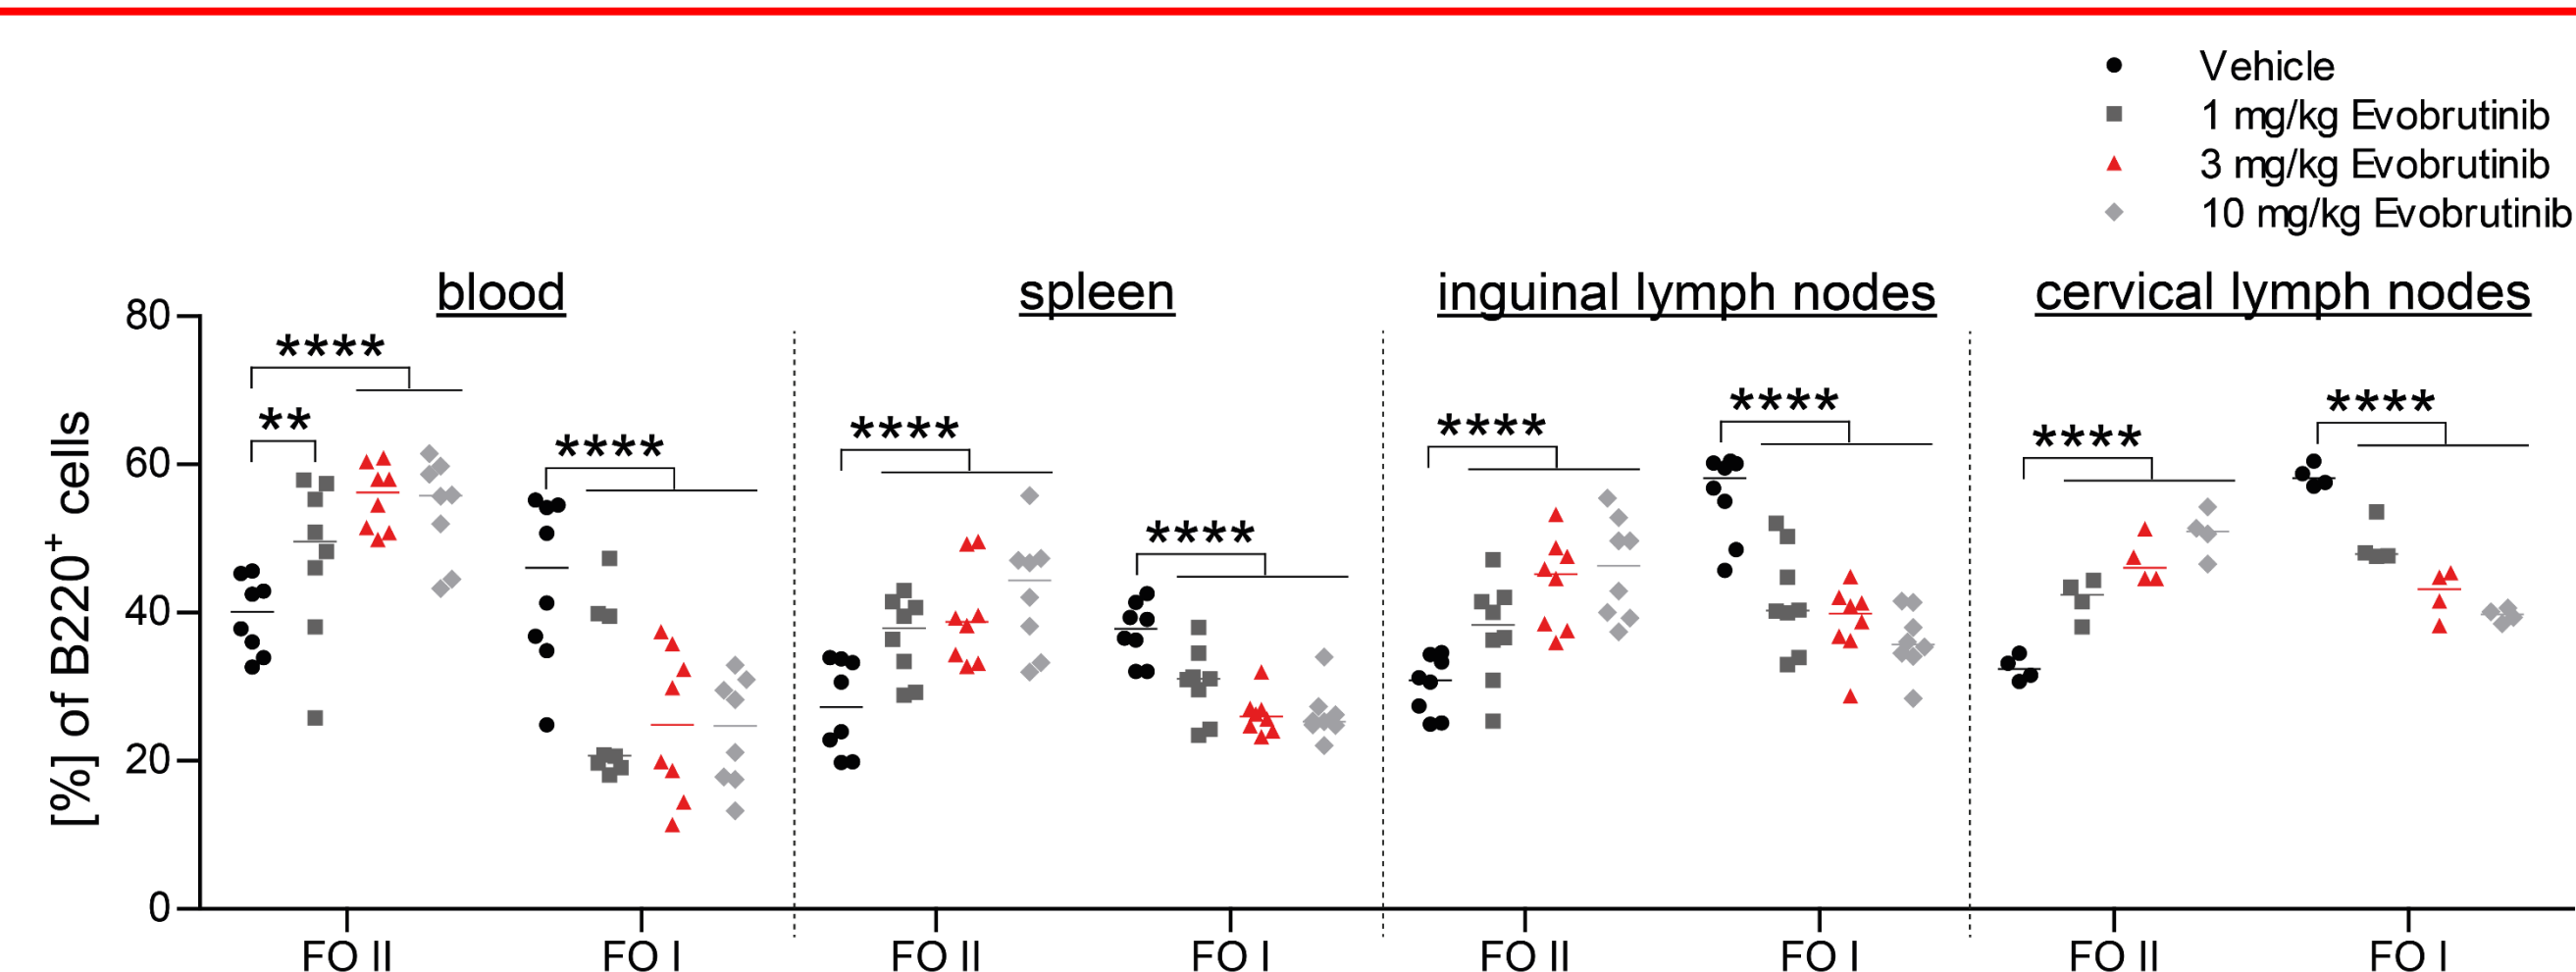 Vehicle
1 mg/kg Evobrutinib
3 mg/kg Evobrutinib
10 mg/kg Evobrutinib
blood
spleen
inguinal lymph nodes
cervical lymph nodes
[%] of B220⁺ cells
80
60
40
20
0
****
**
****
****
****
****
****
****
****
FO II
FO I
FO II
FO I
FO II
FO I
FO II
FO I